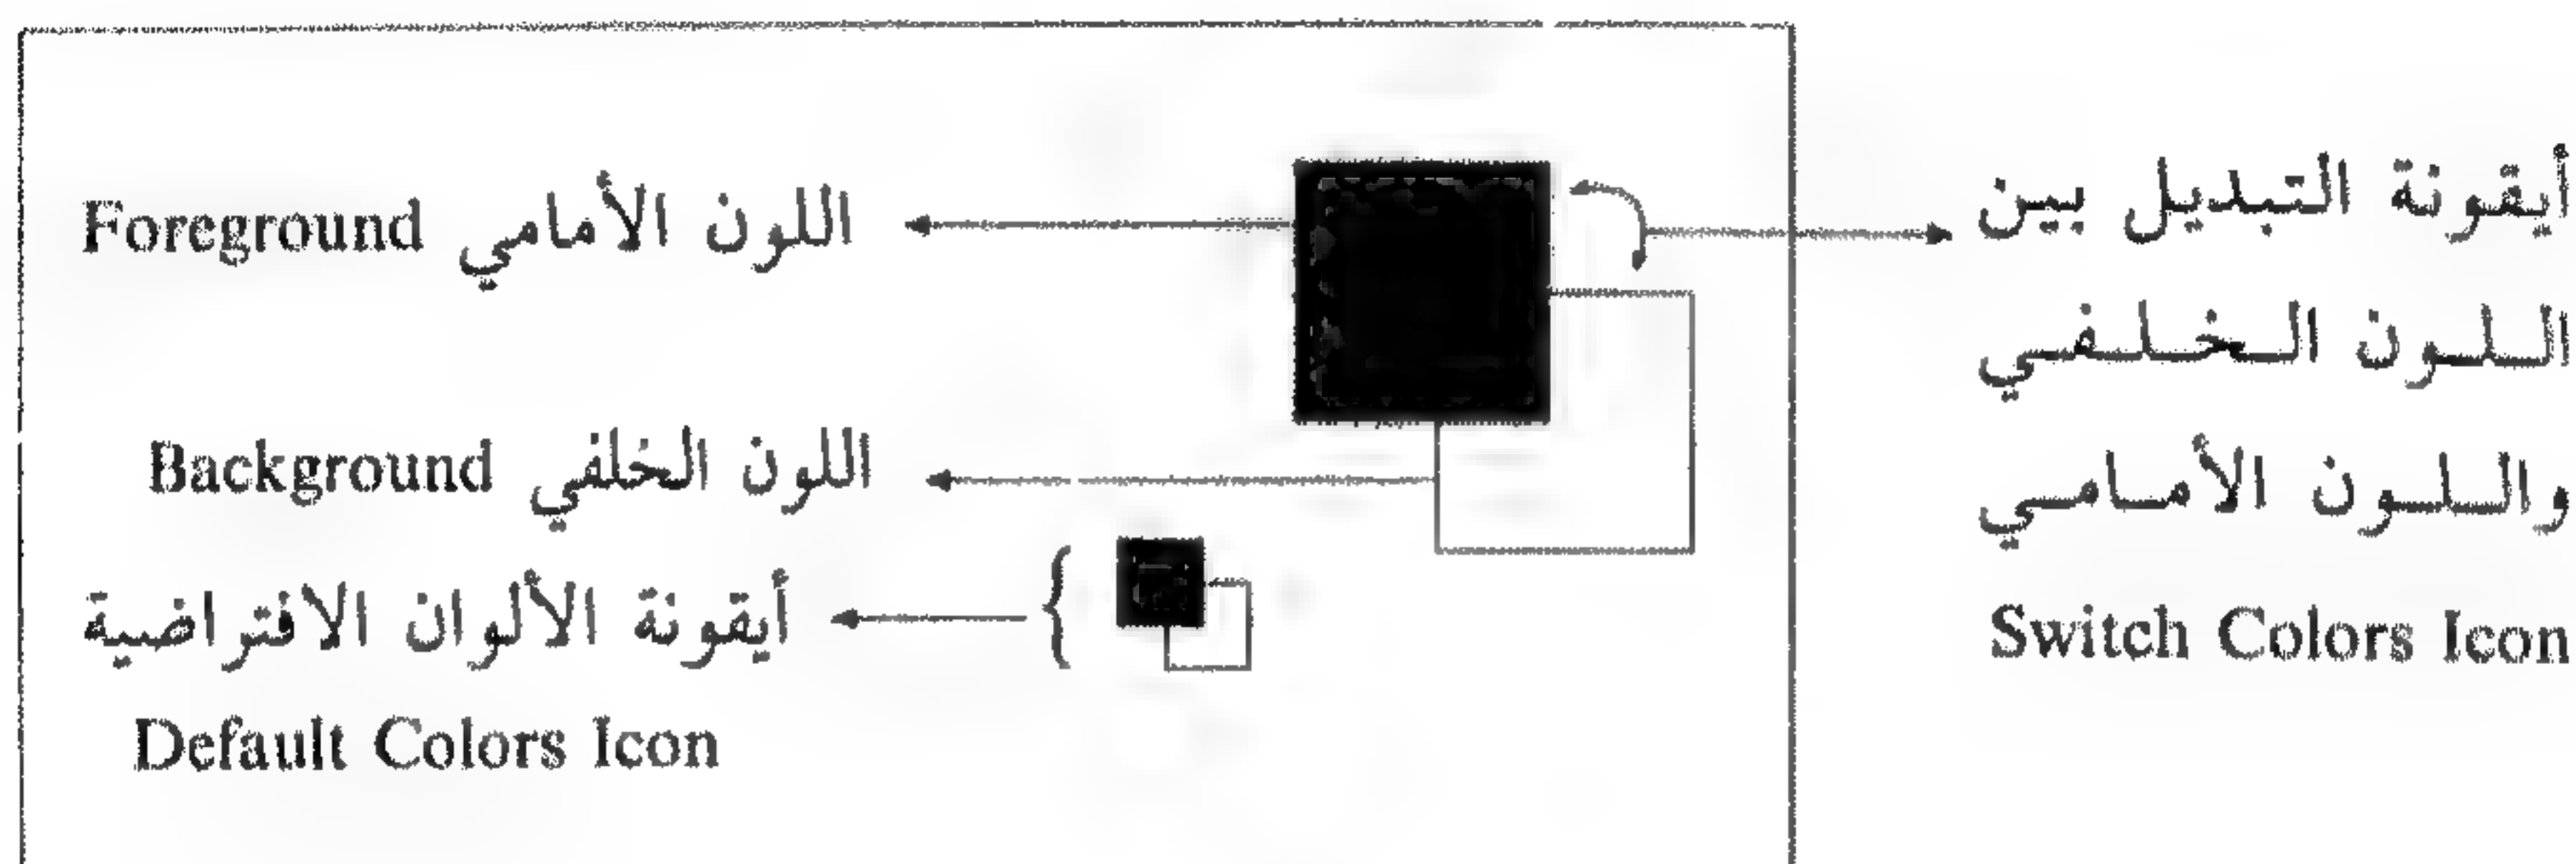 أيقونة التبديل بين
اللون الخلفي
واللون الأمامي
Switch Colors Icon
اللون الأمامي Foreground
اللون الخلفي Background
أيقونة الألوان الافتراضية
Default Colors Icon